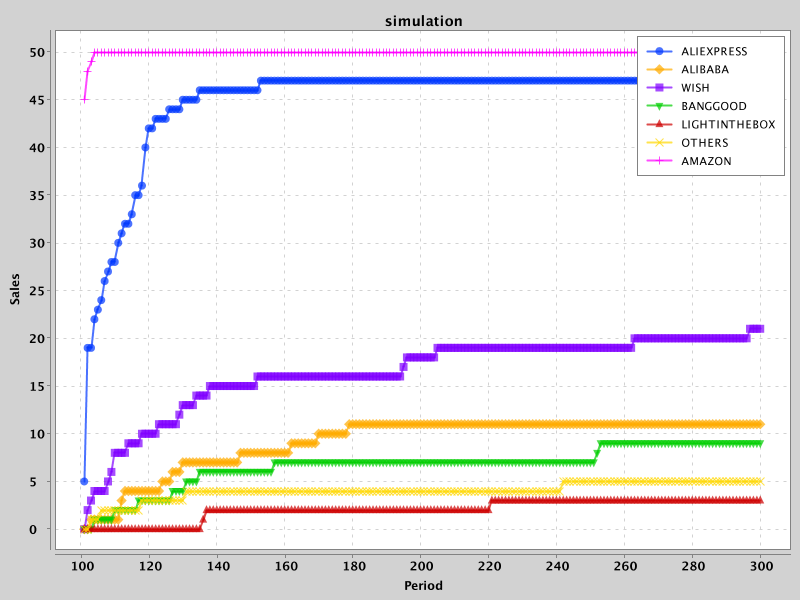 simulation
50
45
40
35
30
25
20
15
10
5
0
Sales
ALIEXPRESS
ALIBABA
WISH
BANGGOOD
LIGHTINTHEBOX
OTHERS
AMAZON
100 120 140 160 180 200 220 240 260 280 300
Period